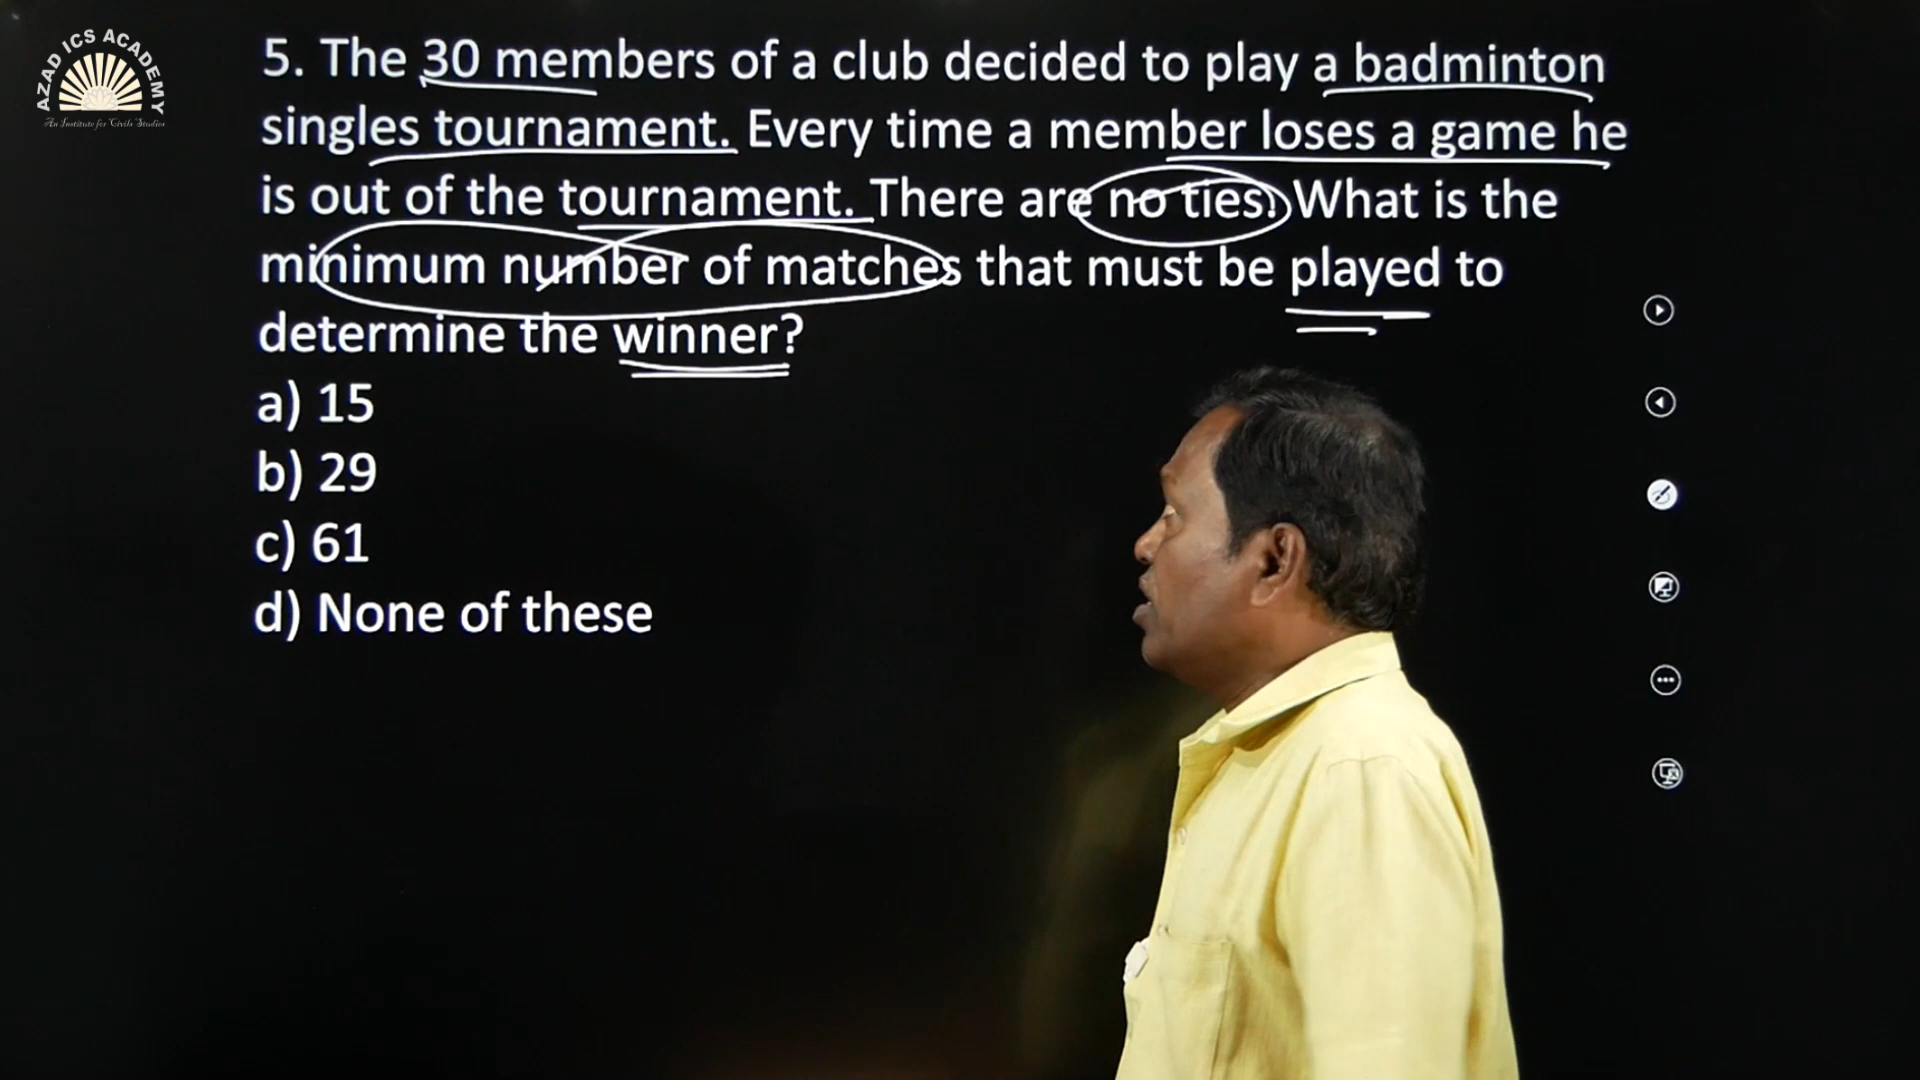 AZAD ICS ACADEMY
An Institute for Civils Studies
5. The 30 members of a club decided to play a badminton
singles tournament. Every time a member loses a game he
is out of the tournament. There are no ties. What is the
minimum number of matches that must be played to
determine the winner?
a) 15
b) 29
c) 61
d) None of these